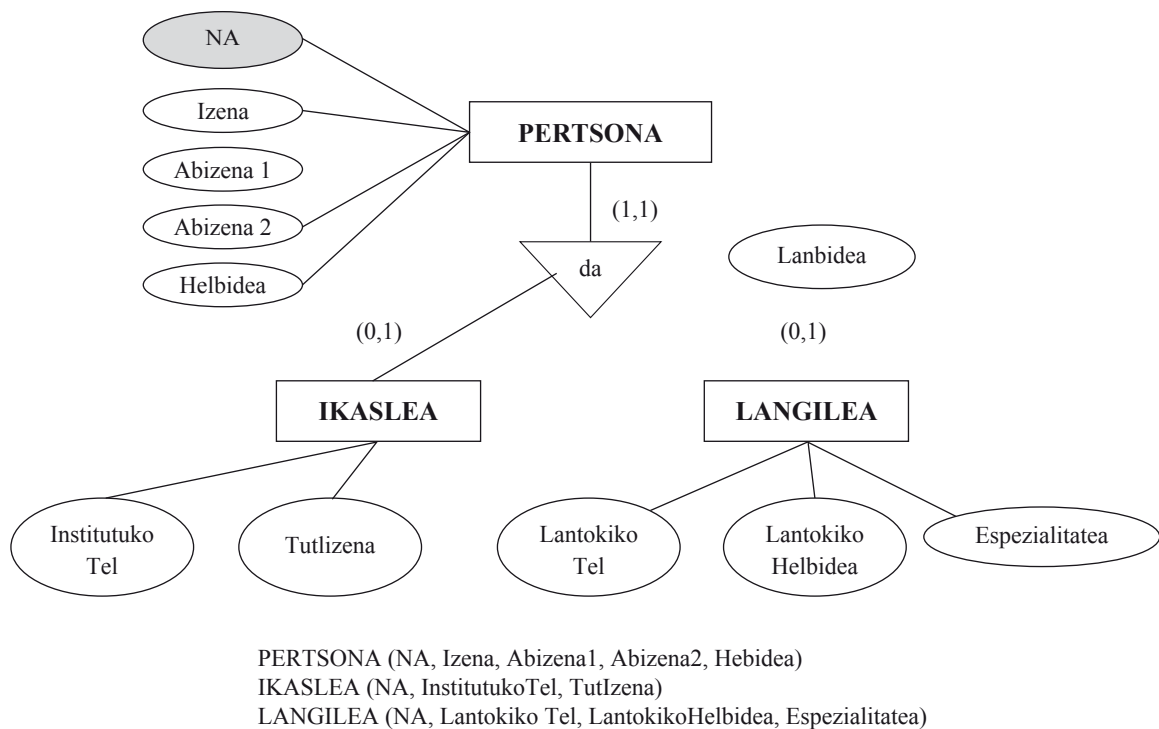 NA
Izena
PERTSONA
Abizena 1
Abizena 2
(1,1)
Lanbidea
da
Helbidea
(0,1)
(0,1)
IKASLEA
LANGILEA
Institutuko
Tel
Tutlizena
Lantokiko
Tel
Lantokiko
Helbidea
Espezialitatea
PERTSONA (NA, Izena, Abizena1, Abizena2, Hebidea)
IKASLEA (NA, InstitutukoTel, TutIzena)
LANGILEA (NA, Lantokiko Tel, LantokikoHelbidea, Espezialitatea)